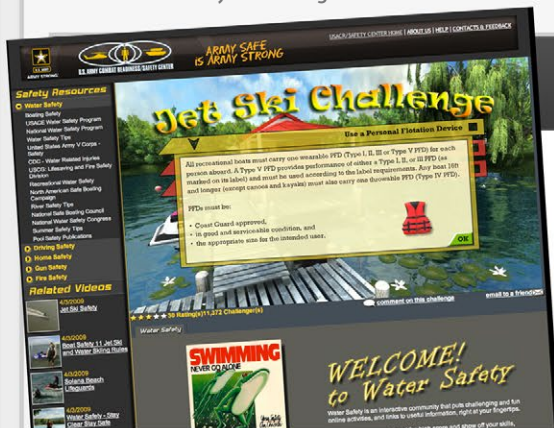 USACR/SAFETY CENTER HOME | ABOUT US | HELP | CONTACTS & FEEDBACK
ARMY STRONG
U.S. ARMY COMBAT READINESS/SAFETY CENTER
ARMY SAFE
IS ARMY STRONG
Safety Resources
Water Safety
Boating Safety
USACE Water Safety Program
National Water Safety Program
Water Safety Tips
United States Army V Corps -
Safety
CDC - Water Related Injuries
USCG: Lifesaving and Fire Safety
Division
Recreational Water Safety
North American Safe Boating
Campaign
River Safety Tips
National Safe Boating Council
National Water Safety Congress
Summer Safety Tips
Pool Safety Publications
Driving Safety
Home Safety
Gun Safety
Fire Safety
Related Videos
4/3/2009
Jet Ski Safety
4/3/2009
Boat Safety 11 Jet Ski
and Water Skiing Rules
4/3/2009
Solana Beach
Lifeguards
4/2/2009
Water Safety - Stay
Clear Stay Safe
Jet Ski Challenge
Use a Personal Flotation Device
All recreational boats must carry one wearable PFD (Type I, II, III or Type V PFD) for each
person aboard. A Type V PFD provides performance of either a Type I, II, or III PFD (as
marked on its label) and must be used according to the label requirements. Any boat 16ft
and longer (except canoes and kayaks) must also carry one throwable PFD (Type IV PFD).
PFDs must be:
• Coast Guard approved,
• in good and serviceable condition, and
• the appropriate size for the intended user.
OK
30 Rating(s)11,372 Challenger(s)
comment on this challenge
email to a friend
Water Safety
SWIMMING
NEVER GO ALONE
WELCOME!
to Water Safety
Water Safety is an interactive community that puts challenging and fun
online activities, and links to useful information, right at your fingertips.
and show off your skills,